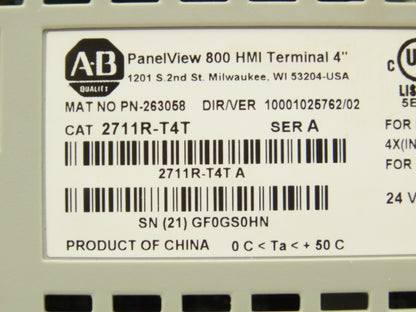 A-B
QUALITY
PanelView 800 HMI Terminal 4"
1201 S.2nd St. Milwaukee, WI 53204-USA
MAT NO PN-263058 DIR/VER 10001025762/02
CAT 2711R-T4T SER A
2711R-T4T A
SN (21) GF0GS0HN
PRODUCT OF CHINA 0 C < Ta < + 50 C
c UL
LIS
5E
FOR
4X(IN
FOR
24 V